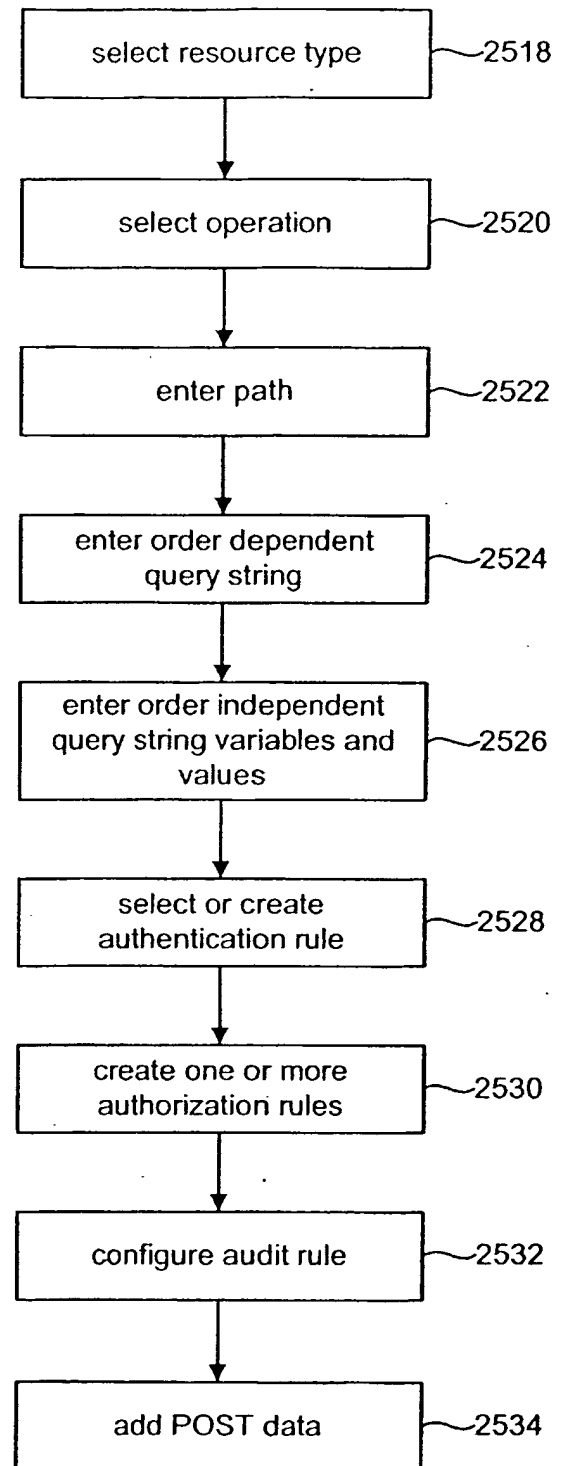 select resource type
2518
select operation
2520
enter path
2522
enter order dependent
query string
2524
enter order independent
query string variables and
values
2526
select or create
authentication rule
2528
create one or more
authorization rules
2530
configure audit rule
2532
add POST data
2534